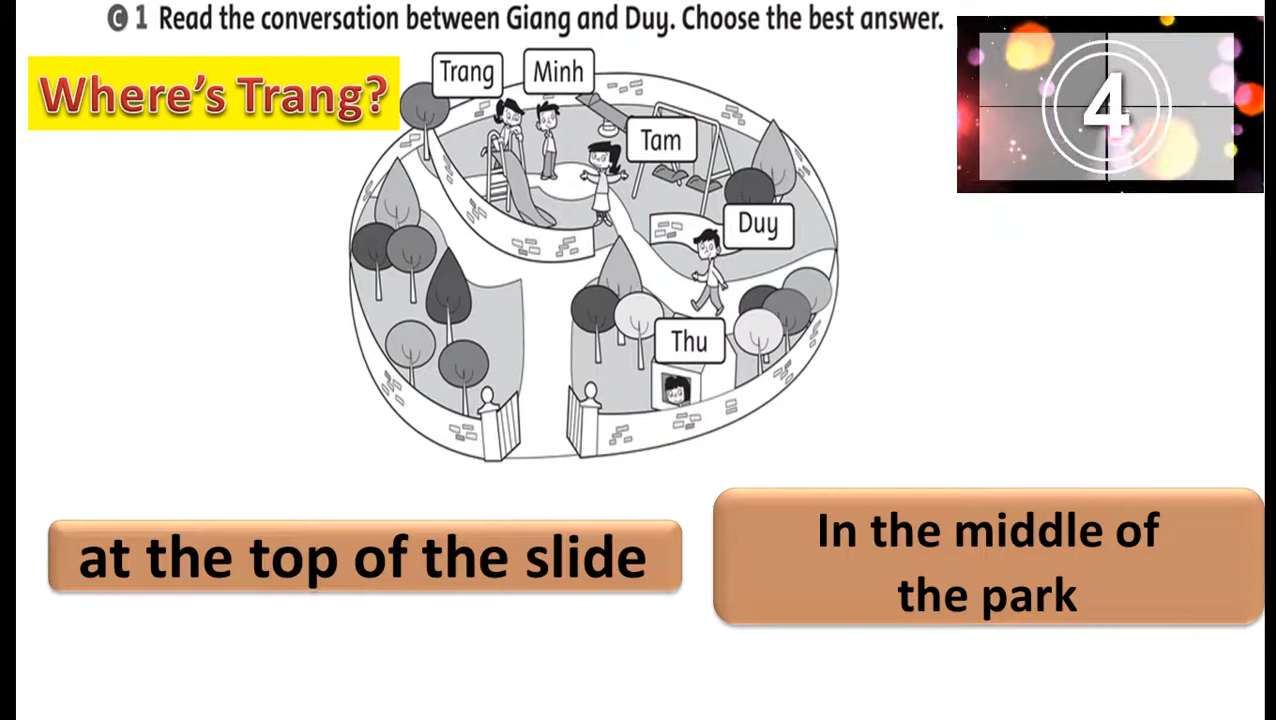 C 1 Read the conversation between Giang and Duy. Choose the best answer.
Where's Trang?
4
Trang
Minh
Tam
Duy
Thu
at the top of the slide
In the middle of
the park